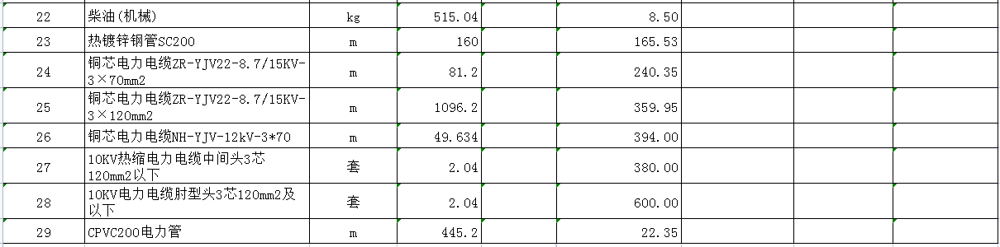 22 柴油(机械) kg 515.04 8.50
23 热镀锌钢管SC200 m 160 165.53
24 铜芯电力电缆ZR-YJV22-8.7/15KV-
3×70mm2 m 81.2 240.35
25 铜芯电力电缆ZR-YJV22-8.7/15KV-
3×120mm2 m 1096.2 359.95
26 铜芯电力电缆NH-YJV-12kV-3*70 m 49.634 394.00
27 10KV热缩电力电缆中间头3芯
120mm2以下 套 2.04 380.00
28 10KV电力电缆肘型头3芯120mm2及
以下 套 2.04 600.00
29 CPVC200电力管 m 445.2 22.35